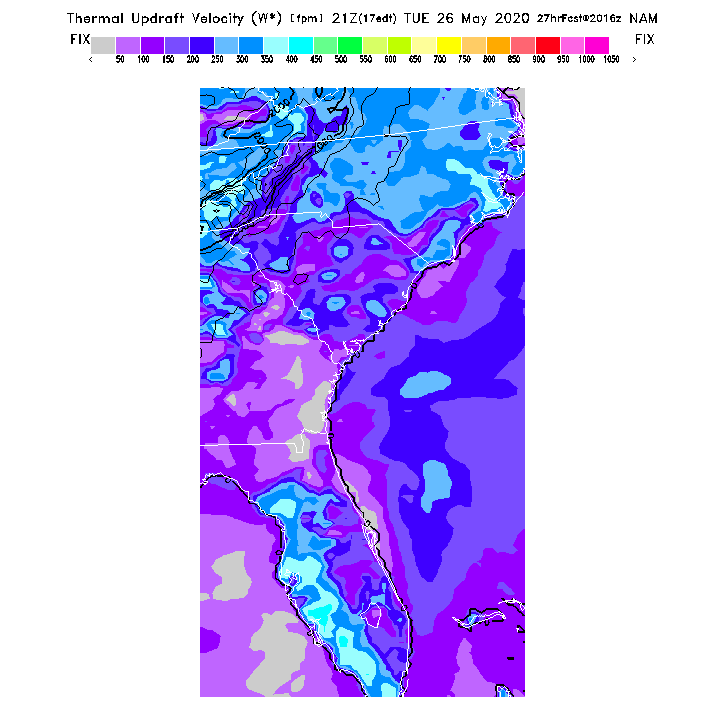 Thermal Updraft Velocity (W*) [fpm] 21Z(17edt) TUE 26 May 2020 27hrFcst@2016z NAM
FIX FIX
< 50 100 150 200 250 300 350 400 450 500 550 600 650 700 750 800 850 900 950 1000 1050 >
2000